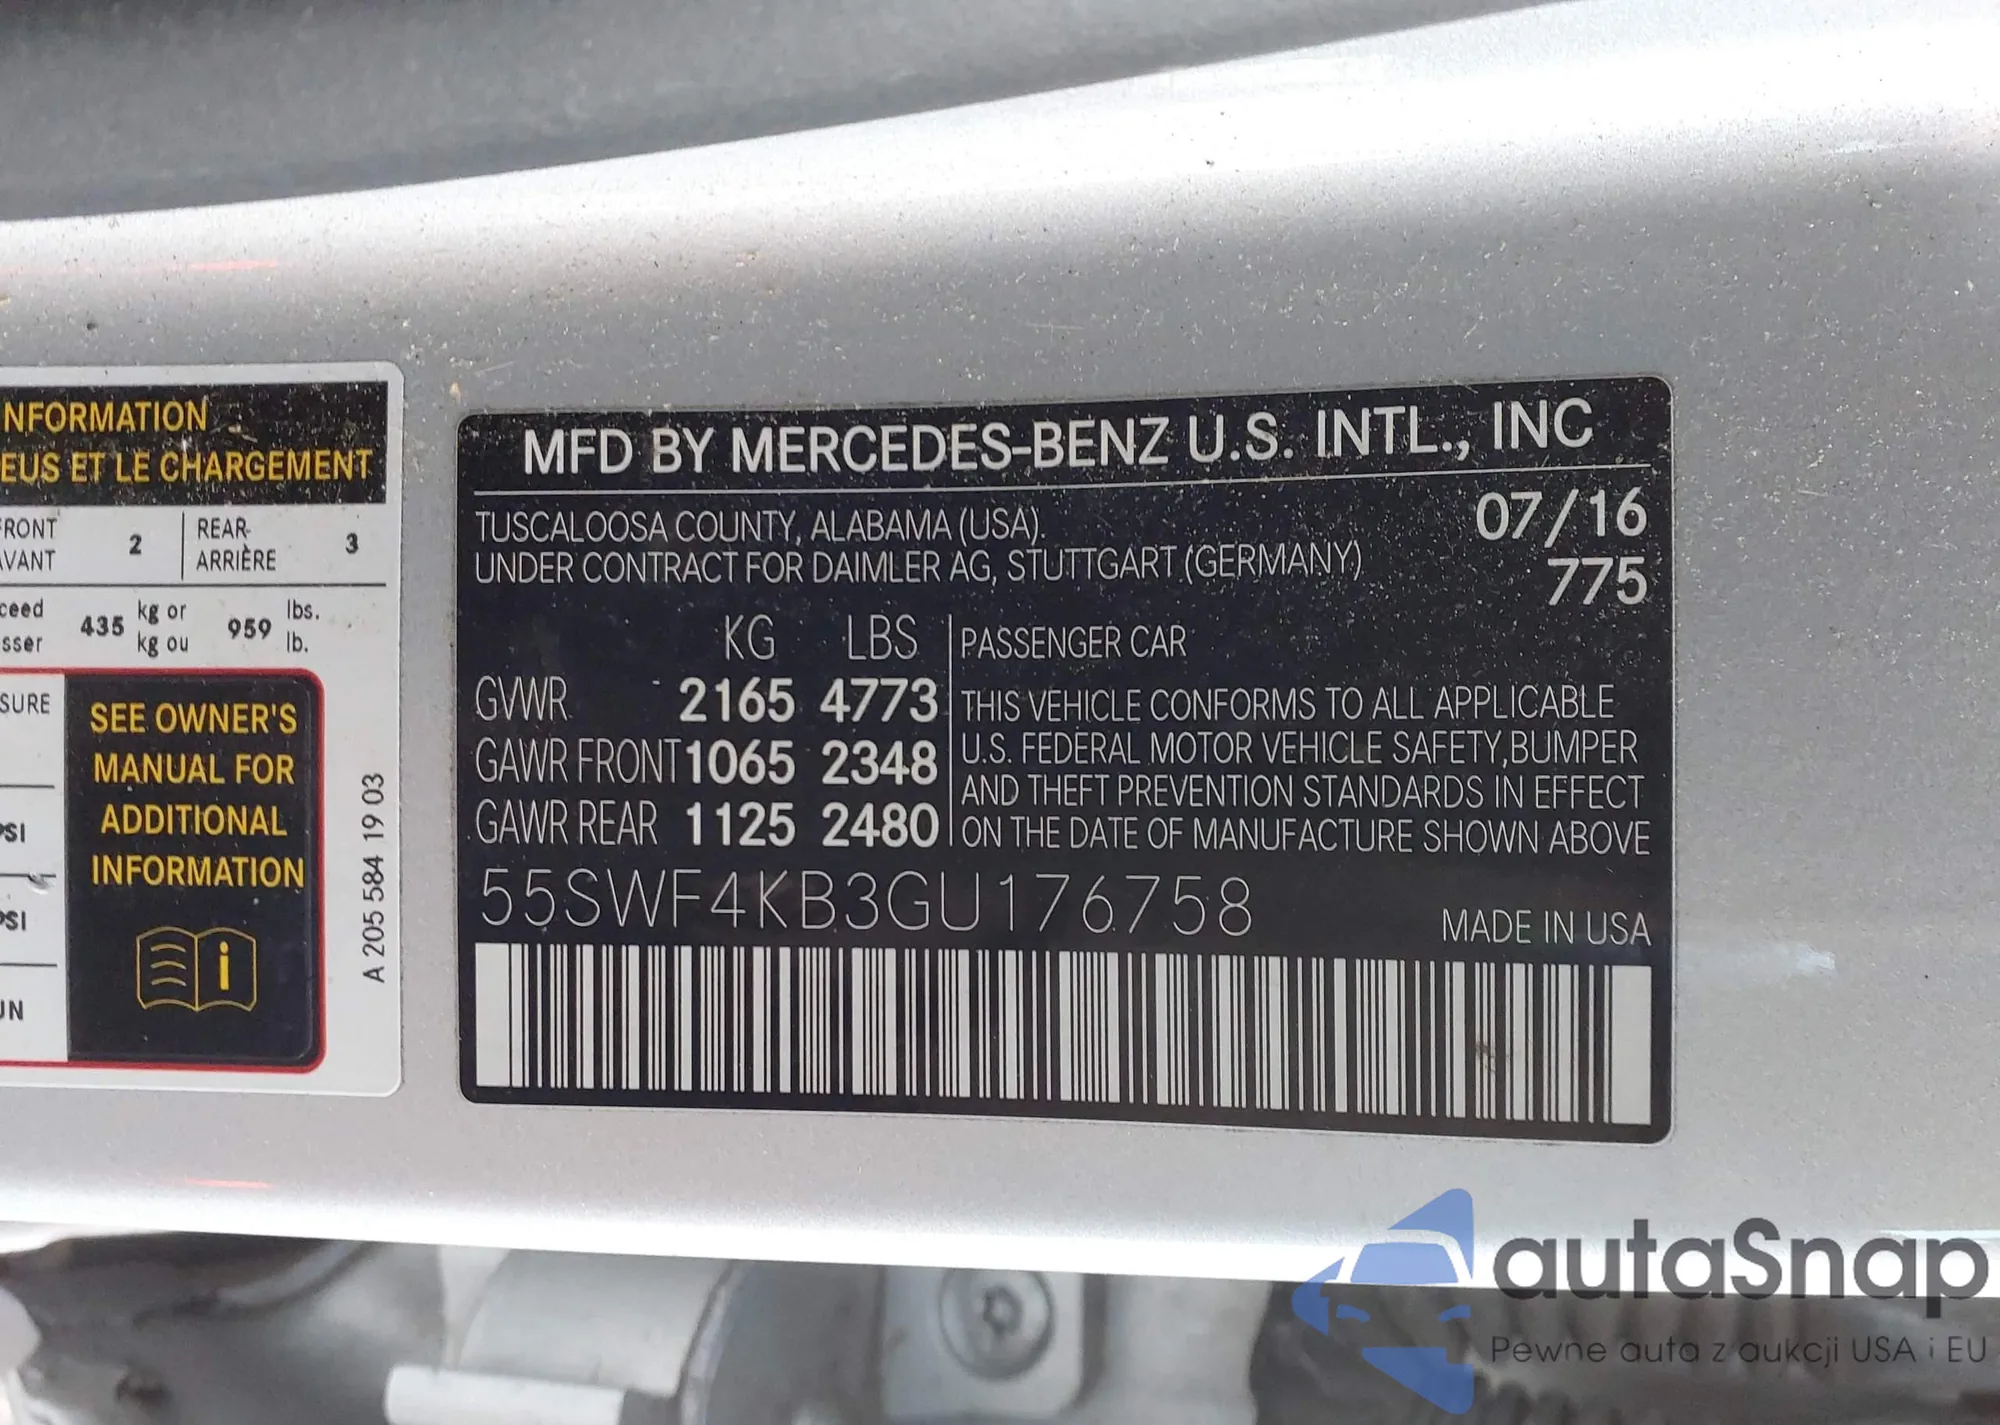 NFORMATION
EUS ET LE CHARGEMENT
FRONT
AVANT
2
REAR-
ARRIÈRE
3
ceed
sser
435
kg or
kg ou
959
lbs.
lb.
SURE
PSI
PSI
UN
SEE OWNER'S
MANUAL FOR
ADDITIONAL
INFORMATION
i
A 205 584 19 03
MFD BY MERCEDES-BENZ U.S. INTL., INC
TUSCALOOSA COUNTY, ALABAMA (USA).
07/16
UNDER CONTRACT FOR DAIMLER AG, STUTTGART (GERMANY)
775
KG LBS
GVWR 2165 4773
GAWR FRONT 1065 2348
GAWR REAR 1125 2480
PASSENGER CAR
THIS VEHICLE CONFORMS TO ALL APPLICABLE
U.S. FEDERAL MOTOR VEHICLE SAFETY,BUMPER
AND THEFT PREVENTION STANDARDS IN EFFECT
ON THE DATE OF MANUFACTURE SHOWN ABOVE
55SWF4KB3GU176758
MADE IN USA
autaSnap
Pewne auta z aukcji USA i EU